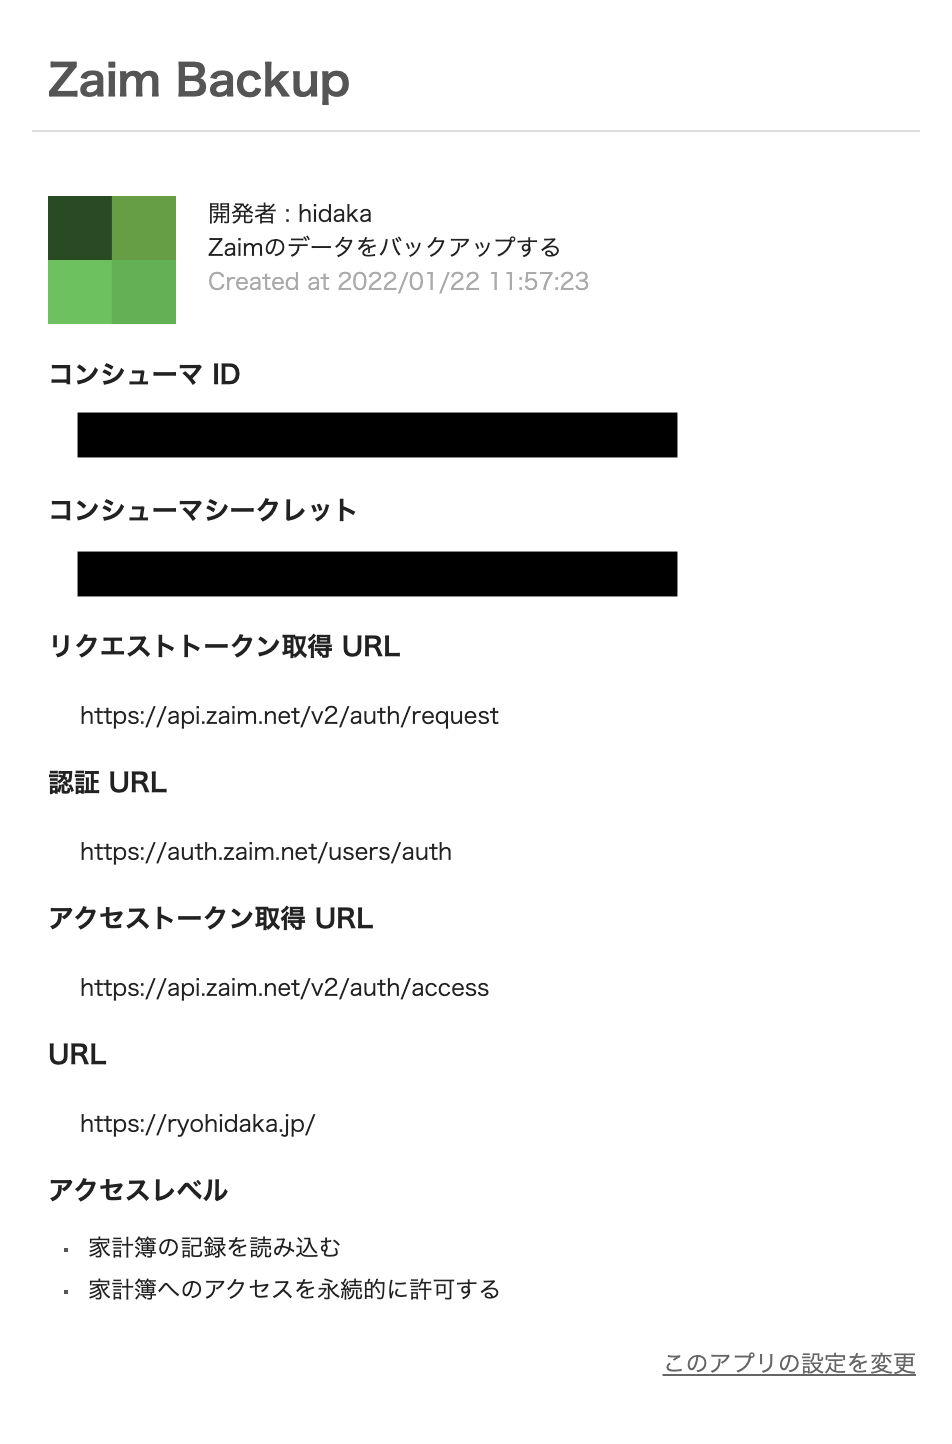 Zaim Backup
開発者 : hidaka
Zaimのデータをバックアップする
Created at 2022/01/22 11:57:23
コンシューマ ID
コンシューマシークレット
リクエストトークン取得 URL
https://api.zaim.net/v2/auth/request
認証 URL
https://auth.zaim.net/users/auth
アクセストークン取得 URL
https://api.zaim.net/v2/auth/access
URL
https://ryohidaka.jp/
アクセスレベル
家計簿の記録を読み込む
家計簿へのアクセスを永続的に許可する
このアプリの設定を変更